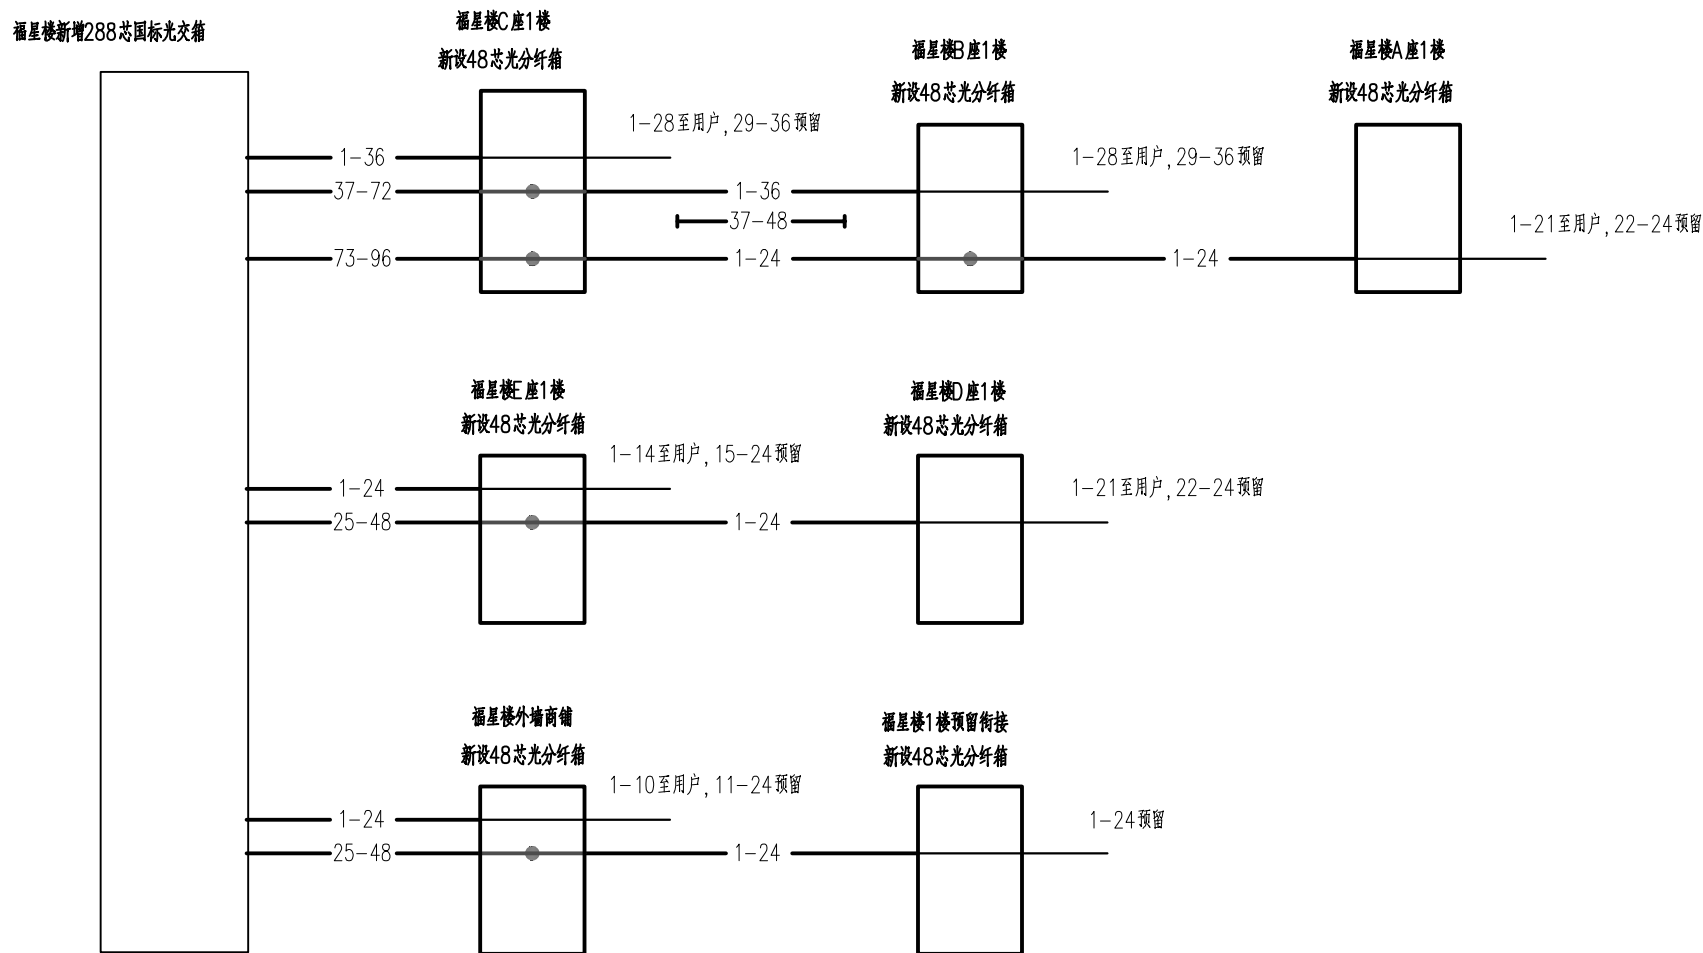 福星楼新增288芯国标光交箱
福星楼C座1楼
新设48芯光分纤箱
福星楼B座1楼
新设48芯光分纤箱
福星楼A座1楼
新设48芯光分纤箱
1-28至用户,29-36预留
1-36
1-28至用户,29-36预留
37-72
1-36
37-48
1-21至用户,22-24预留
73-96
1-24
1-24
福星楼E座1楼
新设48芯光分纤箱
福星楼D座1楼
新设48芯光分纤箱
1-14至用户,15-24预留
1-24
1-21至用户,22-24预留
25-48
1-24
福星楼外墙商铺
新设48芯光分纤箱
福星楼1楼预留衔接
新设48芯光分纤箱
1-10至用户,11-24预留
1-24
1-24预留
25-48
1-24